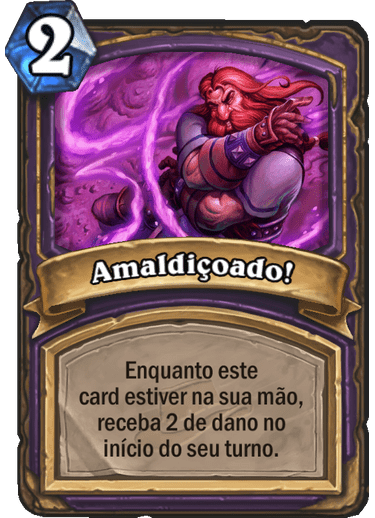 2
Amaldiçoado!
Enquanto este
card estiver na sua mão,
receba 2 de dano no
início do seu turno.